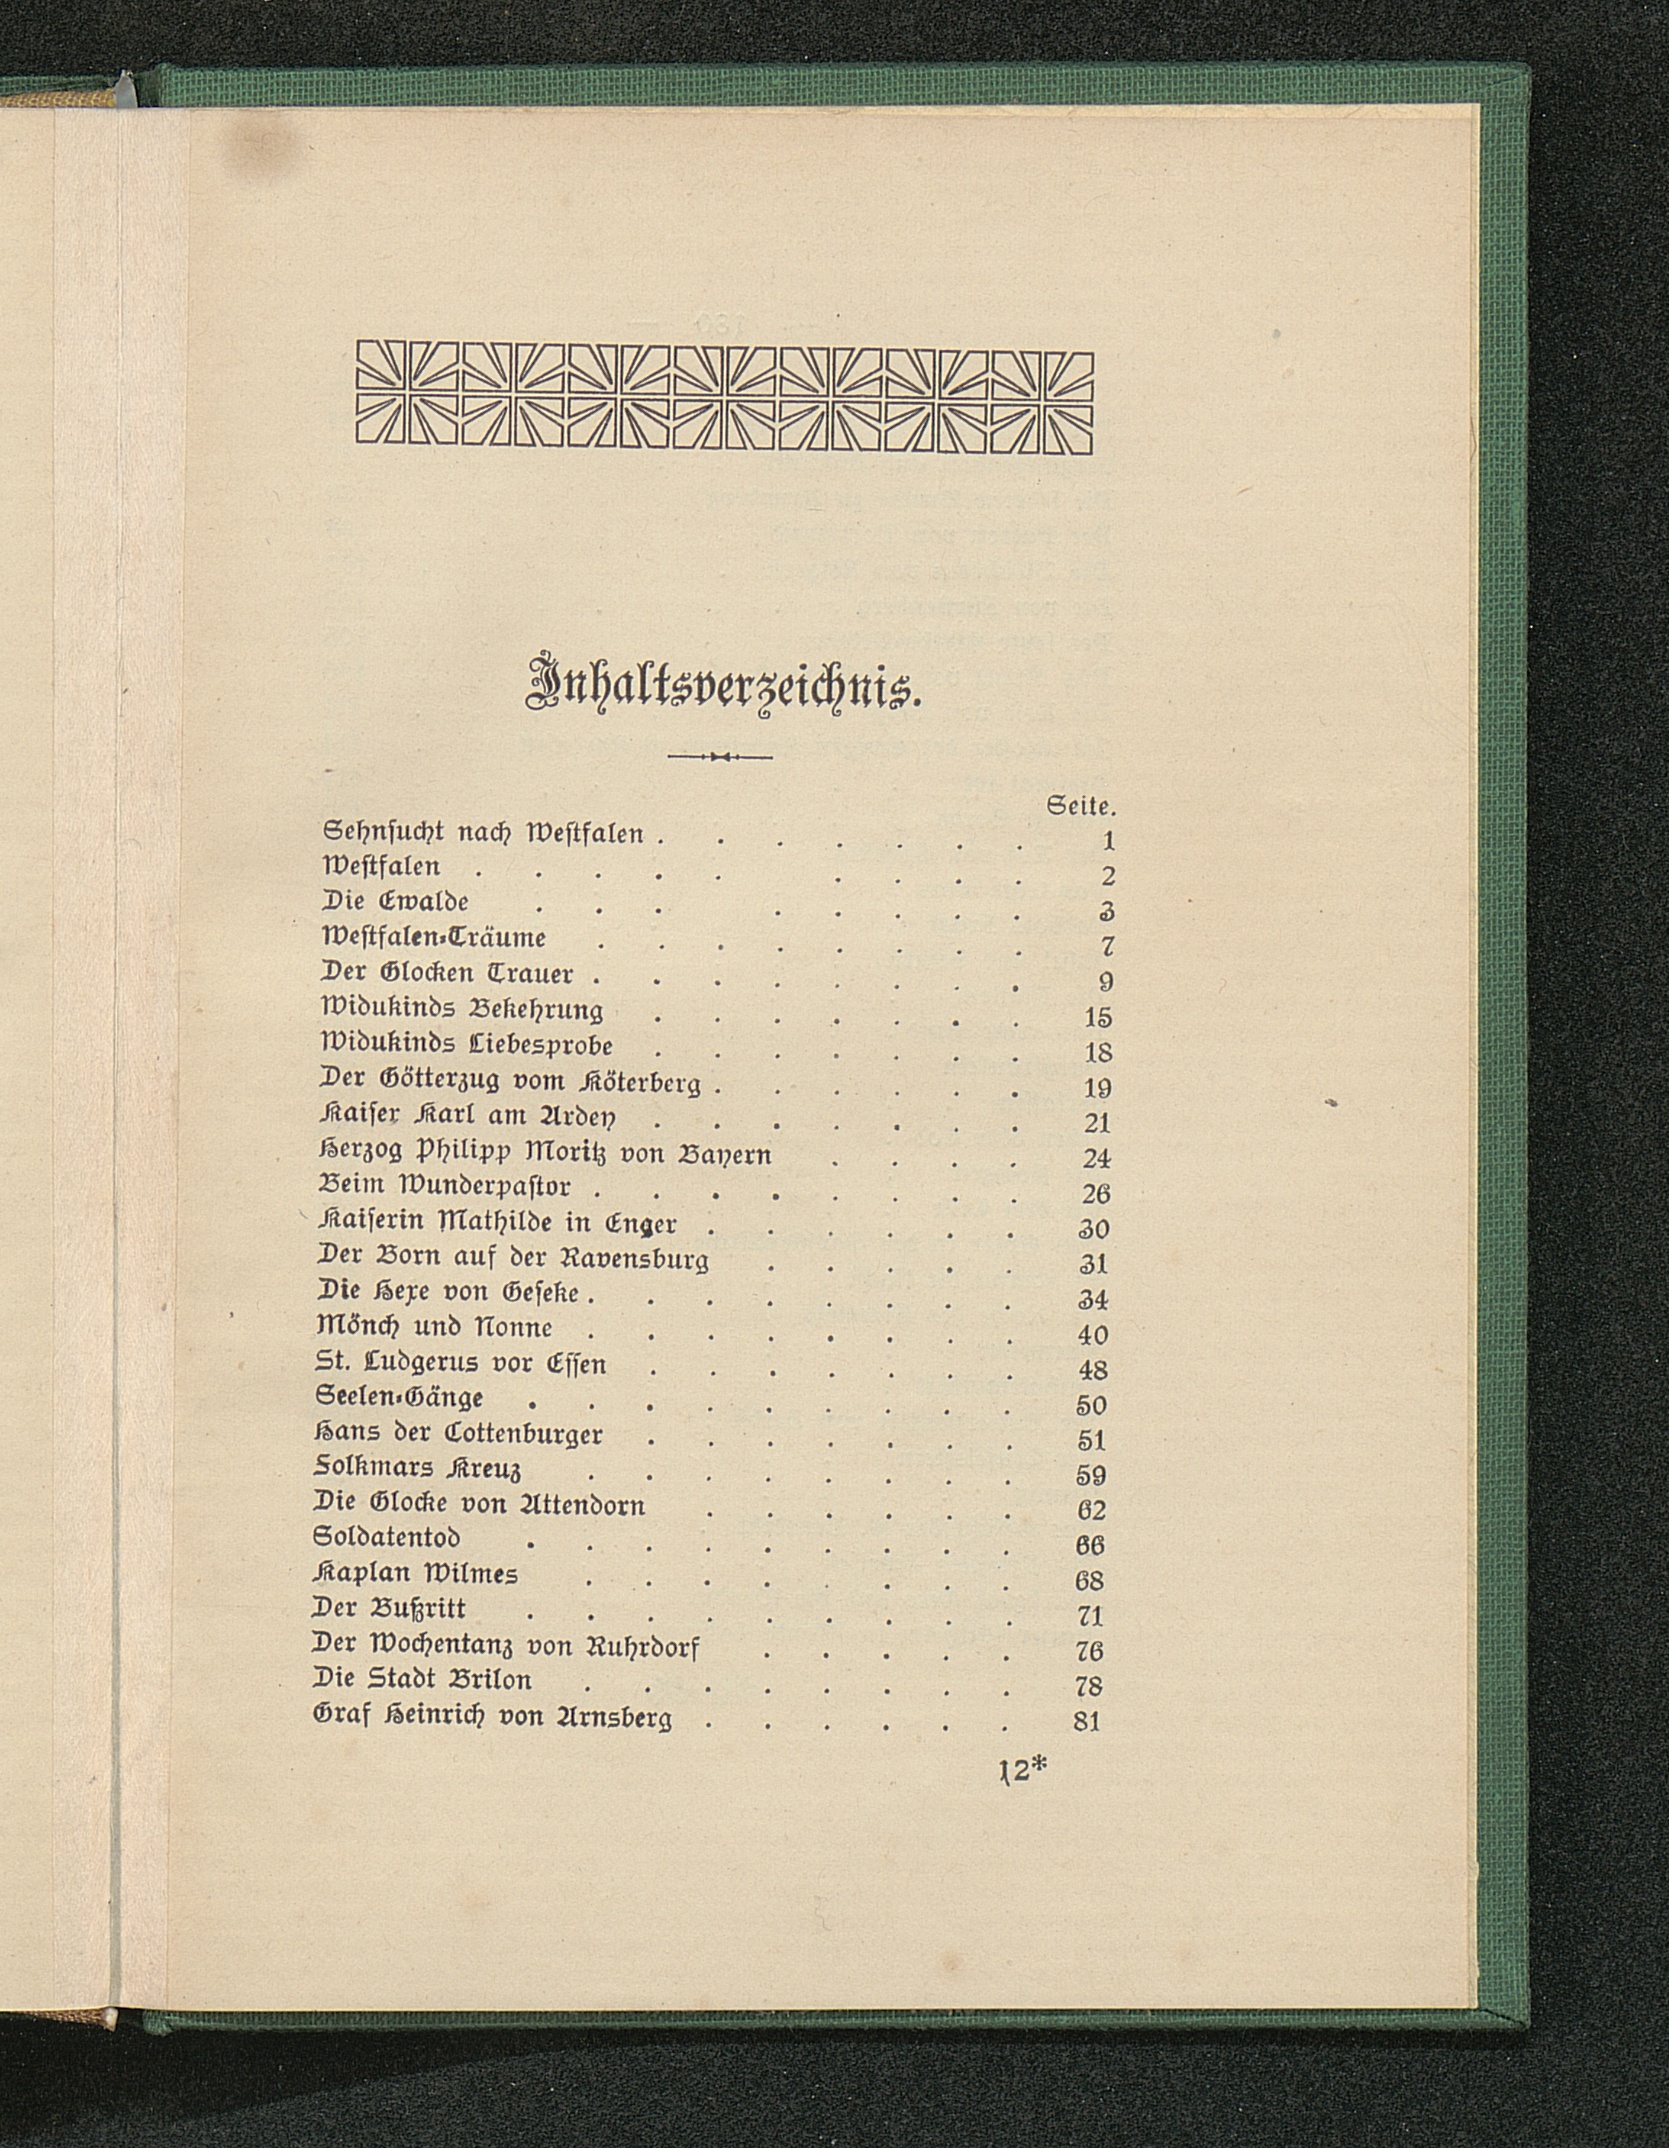 Inhaltsverzeichnis.
Seite.
Sehnsucht nach Westfalen . . . . . . . 1
Westfalen . . . . . . . . . 2
Die Ewalde . . . . . . . . 3
Westfalen-Träume . . . . . . . . 7
Der Glocken Trauer . . . . . . . . 9
Widukinds Bekehrung . . . . . . . 15
Widukinds Liebesprobe . . . . . . . 18
Der Götterzug vom Köterberg . . . . . . 19
Kaiser Karl am Ardey . . . . . . . 21
Herzog Philipp Moritz von Bayern . . . . 24
Beim Wunderpastor . . . . . . . . 26
Kaiserin Mathilde in Enger . . . . . . 30
Der Born auf der Ravensburg . . . . . 31
Die Hexe von Geseke . . . . . . . . 34
Mönch und Nonne . . . . . . . . 40
St. Ludgerus vor Essen . . . . . . . 48
Seelen-Gänge . . . . . . . . . 50
Hans der Cottenburger . . . . . . . 51
Folkmars Kreuz . . . . . . . . 59
Die Glocke von Attendorn . . . . . . 62
Soldatentod . . . . . . . . . 66
Kaplan Wilmes . . . . . . . . 68
Der Bußritt . . . . . . . . . 71
Der Wochentanz von Ruhrdorf . . . . . 76
Die Stadt Brilon . . . . . . . . 78
Graf Heinrich von Arnsberg . . . . . . 81
12*